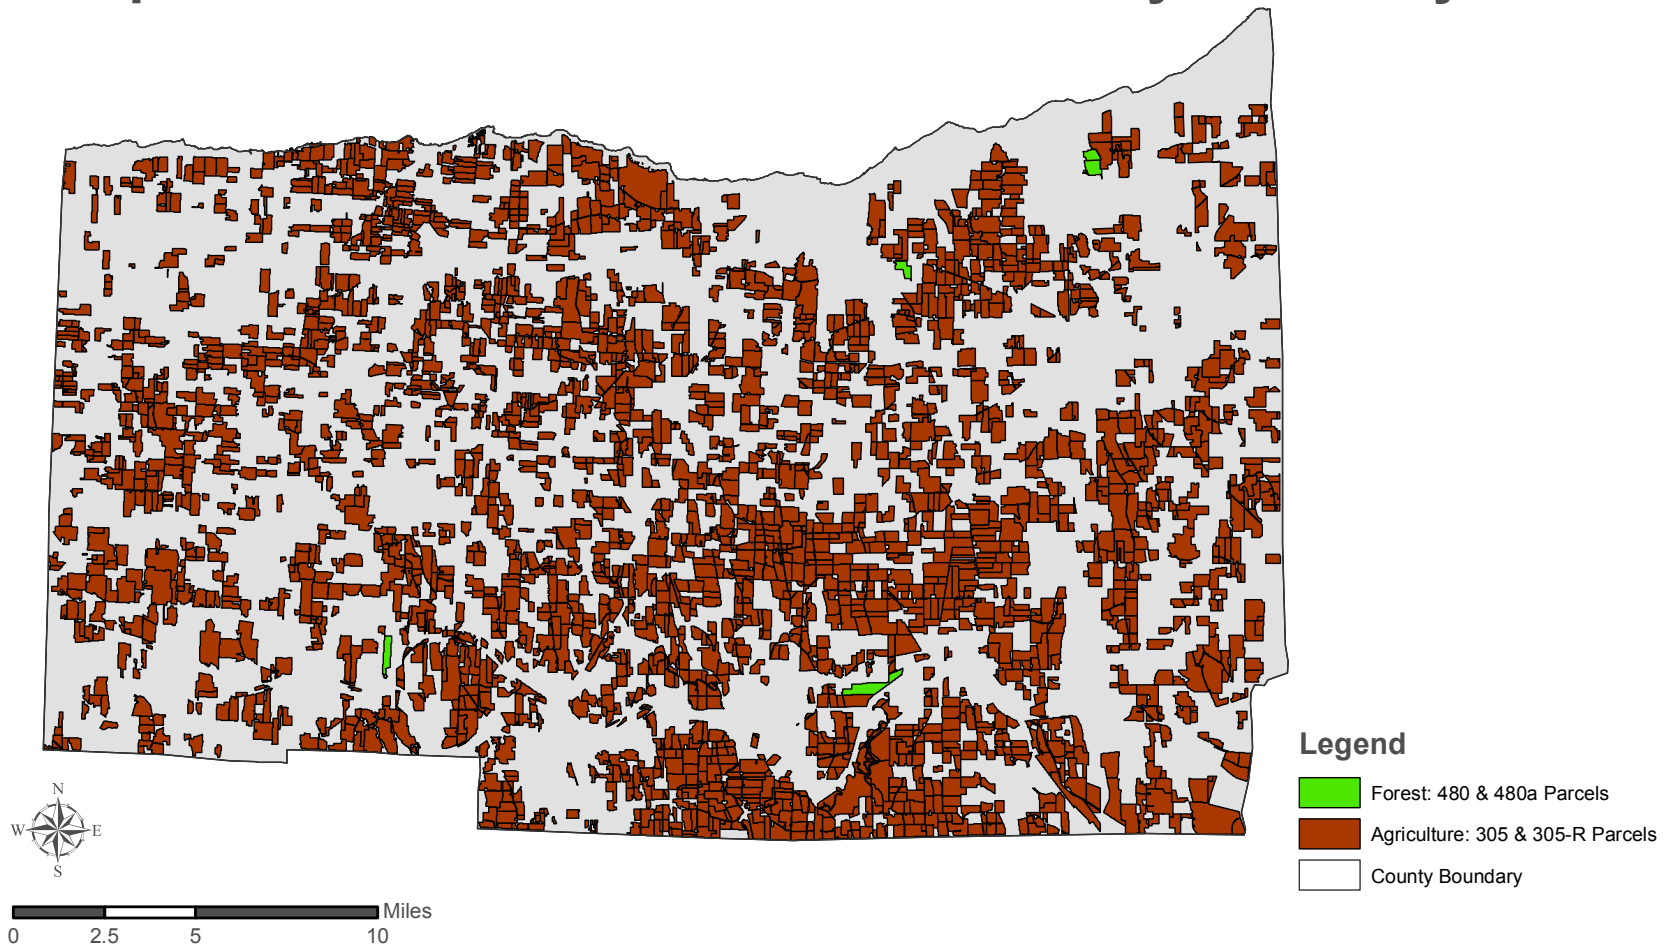 Legend
Forest: 480 & 480a Parcels
Agriculture: 305 & 305-R Parcels
County Boundary
N
W
E
S
Miles
0
2.5
5
10